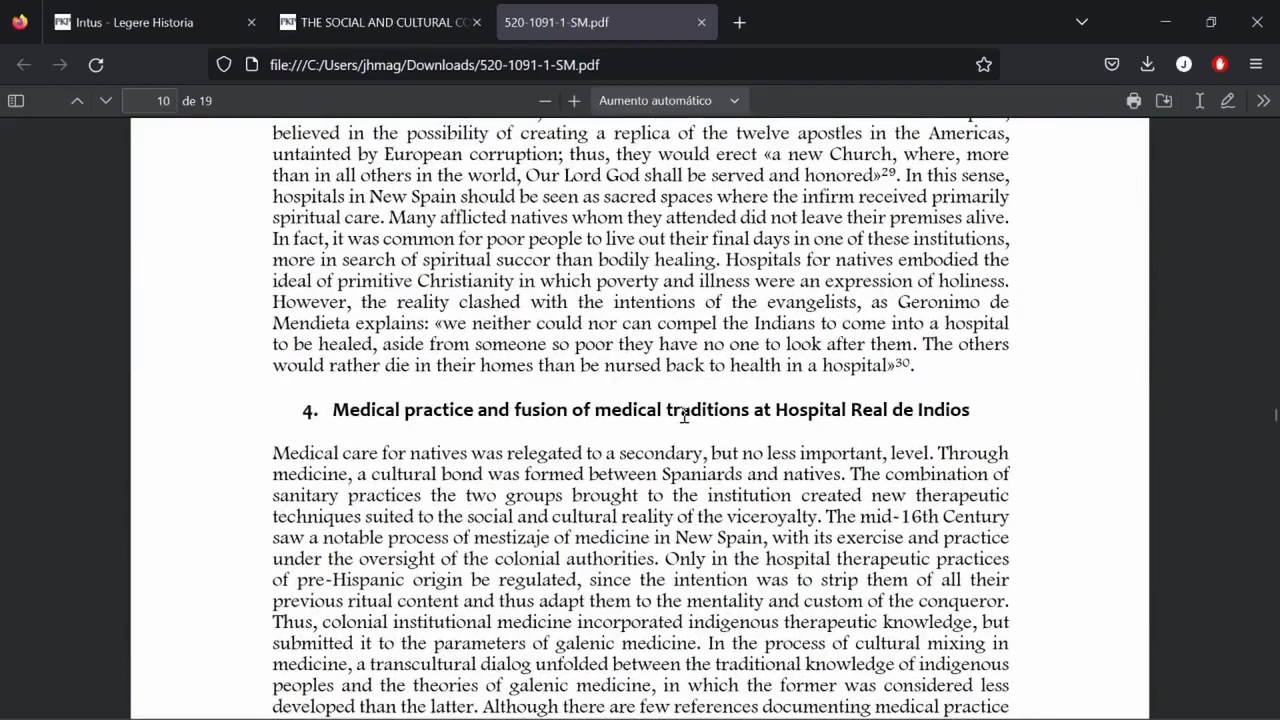 Intus - Legere Historia
THE SOCIAL AND CULTURAL CO
520-1091-1-SM.pdf
file:///C:/Users/jhmag/Downloads/520-1091-1-SM.pdf
10 de 19
Aumento automático
believed in the possibility of creating a replica of the twelve apostles in the Americas,
untainted by European corruption; thus, they would erect «a new Church, where, more
than in all others in the world, Our Lord God shall be served and honored»29. In this sense,
hospitals in New Spain should be seen as sacred spaces where the infirm received primarily
spiritual care. Many afflicted natives whom they attended did not leave their premises alive.
In fact, it was common for poor people to live out their final days in one of these institutions,
more in search of spiritual succor than bodily healing. Hospitals for natives embodied the
ideal of primitive Christianity in which poverty and illness were an expression of holiness.
However, the reality clashed with the intentions of the evangelists, as Geronimo de
Mendieta explains: «we neither could nor can compel the Indians to come into a hospital
to be healed, aside from someone so poor they have no one to look after them. The others
would rather die in their homes than be nursed back to health in a hospital»30.
4. Medical practice and fusion of medical traditions at Hospital Real de Indios
Medical care for natives was relegated to a secondary, but no less important, level. Through
medicine, a cultural bond was formed between Spaniards and natives. The combination of
sanitary practices the two groups brought to the institution created new therapeutic
techniques suited to the social and cultural reality of the viceroyalty. The mid-16th Century
saw a notable process of mestizaje of medicine in New Spain, with its exercise and practice
under the oversight of the colonial authorities. Only in the hospital therapeutic practices
of pre-Hispanic origin be regulated, since the intention was to strip them of all their
previous ritual content and thus adapt them to the mentality and custom of the conqueror.
Thus, colonial institutional medicine incorporated indigenous therapeutic knowledge, but
submitted it to the parameters of galenic medicine. In the process of cultural mixing in
medicine, a transcultural dialog unfolded between the traditional knowledge of indigenous
peoples and the theories of galenic medicine, in which the former was considered less
developed than the latter. Although there are few references documenting medical practice